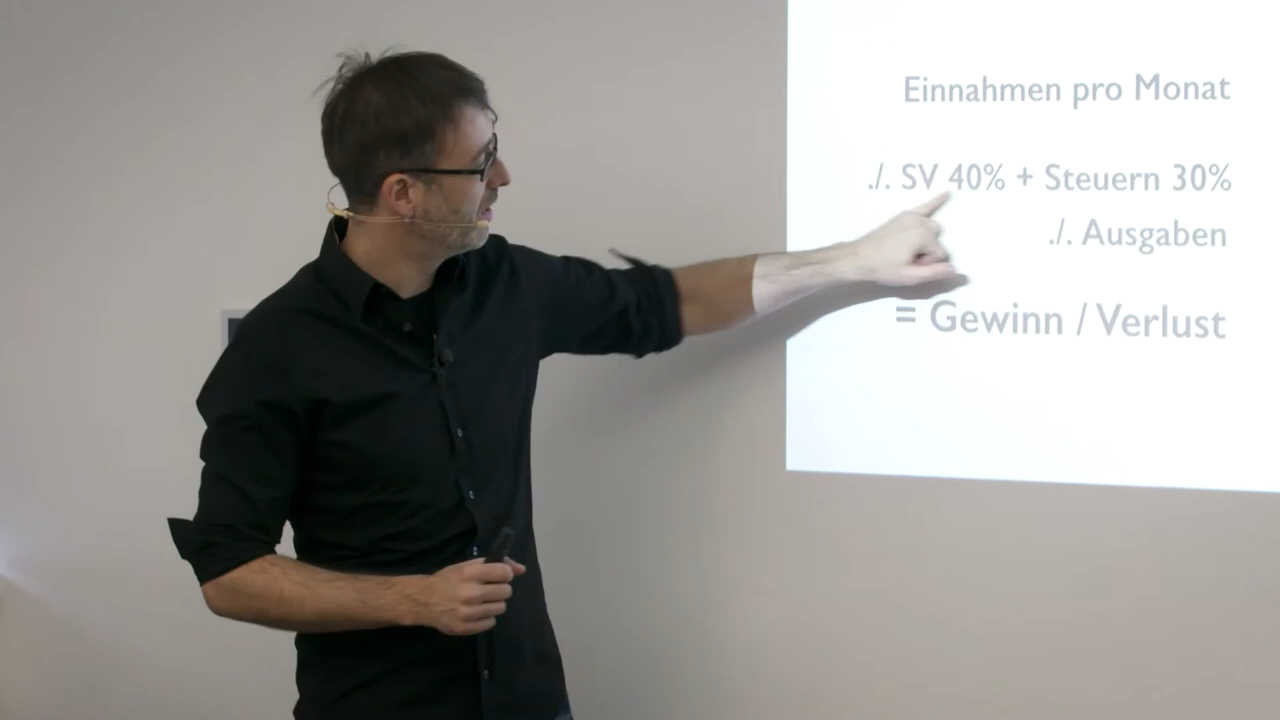 Einnahmen pro Monat
./. SV 40% + Steuern 30%
./. Ausgaben
= Gewinn / Verlust